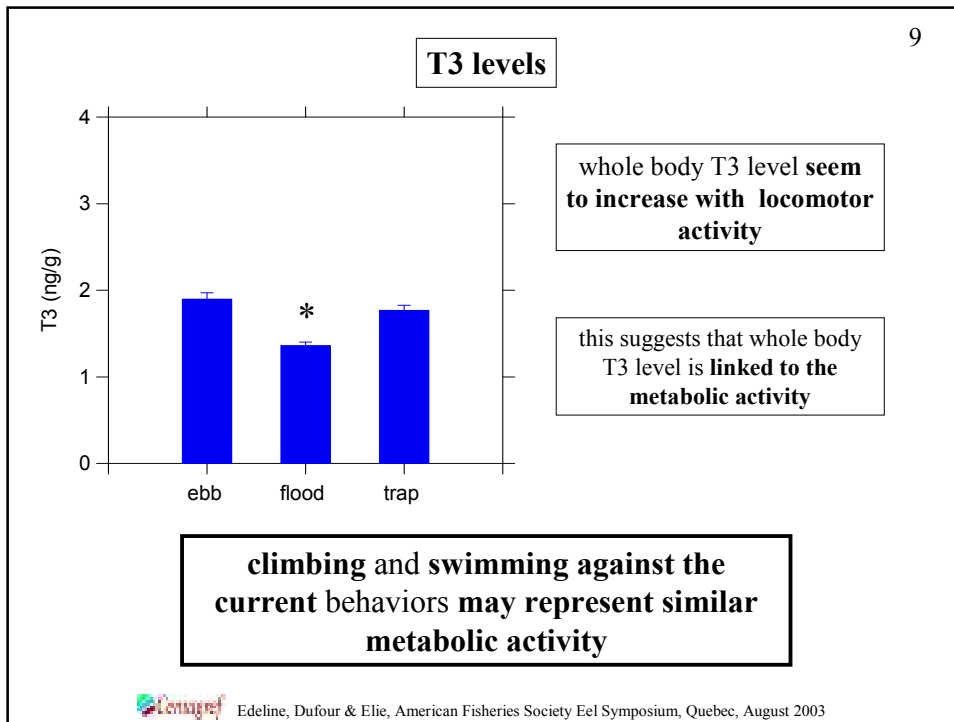 9
T3 levels
4
3
2
1
0
T3 (ng/g)
*
ebb flood trap
whole body T3 level seem
to increase with locomotor
activity
this suggests that whole body
T3 level is linked to the
metabolic activity
climbing and swimming against the
current behaviors may represent similar
metabolic activity
Cemagref Edeline, Dufour & Elie, American Fisheries Society Eel Symposium, Quebec, August 2003